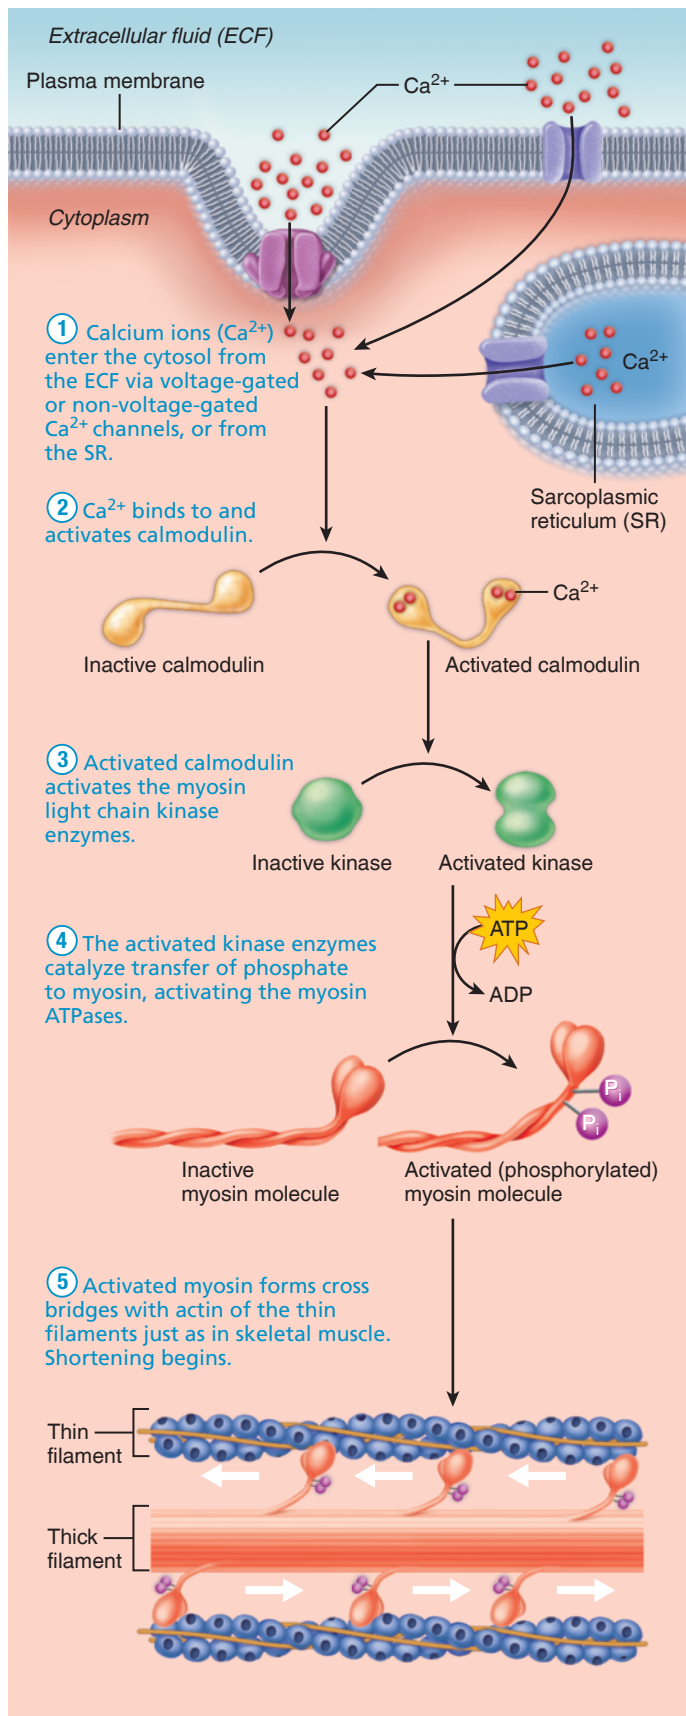 Extracellular fluid (ECF)
Plasma membrane
Ca2+
Cytoplasm
1 Calcium ions (Ca2+)
enter the cytosol from
the ECF via voltage-gated
or non-voltage-gated
Ca2+ channels, or from
the SR.
Ca2+
Sarcoplasmic
reticulum (SR)
2 Ca2+ binds to and
activates calmodulin.
Ca2+
Inactive calmodulin
Activated calmodulin
3 Activated calmodulin
activates the myosin
light chain kinase
enzymes.
Inactive kinase
Activated kinase
4 The activated kinase enzymes
catalyze transfer of phosphate
to myosin, activating the myosin
ATPases.
ATP
ADP
Pi
Pi
Inactive
myosin molecule
Activated (phosphorylated)
myosin molecule
5 Activated myosin forms cross
bridges with actin of the thin
filaments just as in skeletal muscle.
Shortening begins.
Thin
filament
Thick
filament